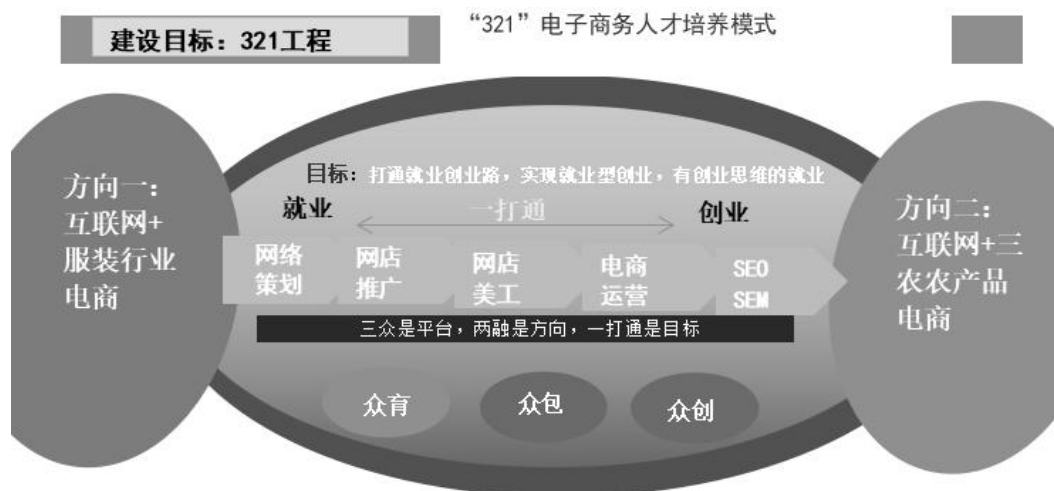 “321”电子商务人才培养模式
建设目标：321工程
目标：打通就业创业路，实现就业型创业，有创业思维的就业
就业
一打通
创业
方向一：
互联网+
服装行业
电商
网络
策划
网店
推广
网店
美工
电商
运营
SEO
SEM
方向二：
互联网+三
农农产品
电商
三众是平台，两融是方向，一打通是目标
众育
众包
众创